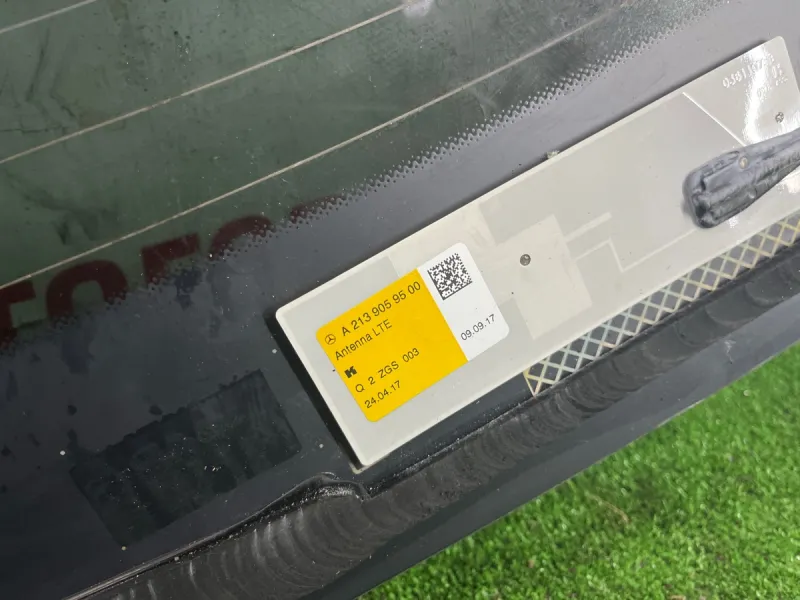 A 213 905 95 00
Antenna LTE
Q 2 ZGS 003
24.04.17
09.09.17